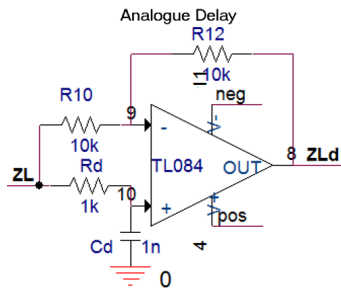 Analogue Delay
R12
10k
11
neg
R10
9
10k
-
V-
ZL
Rd
TL084
OUT
8
ZLd
1k
10
+
V+
pos
Cd
1n
4
0